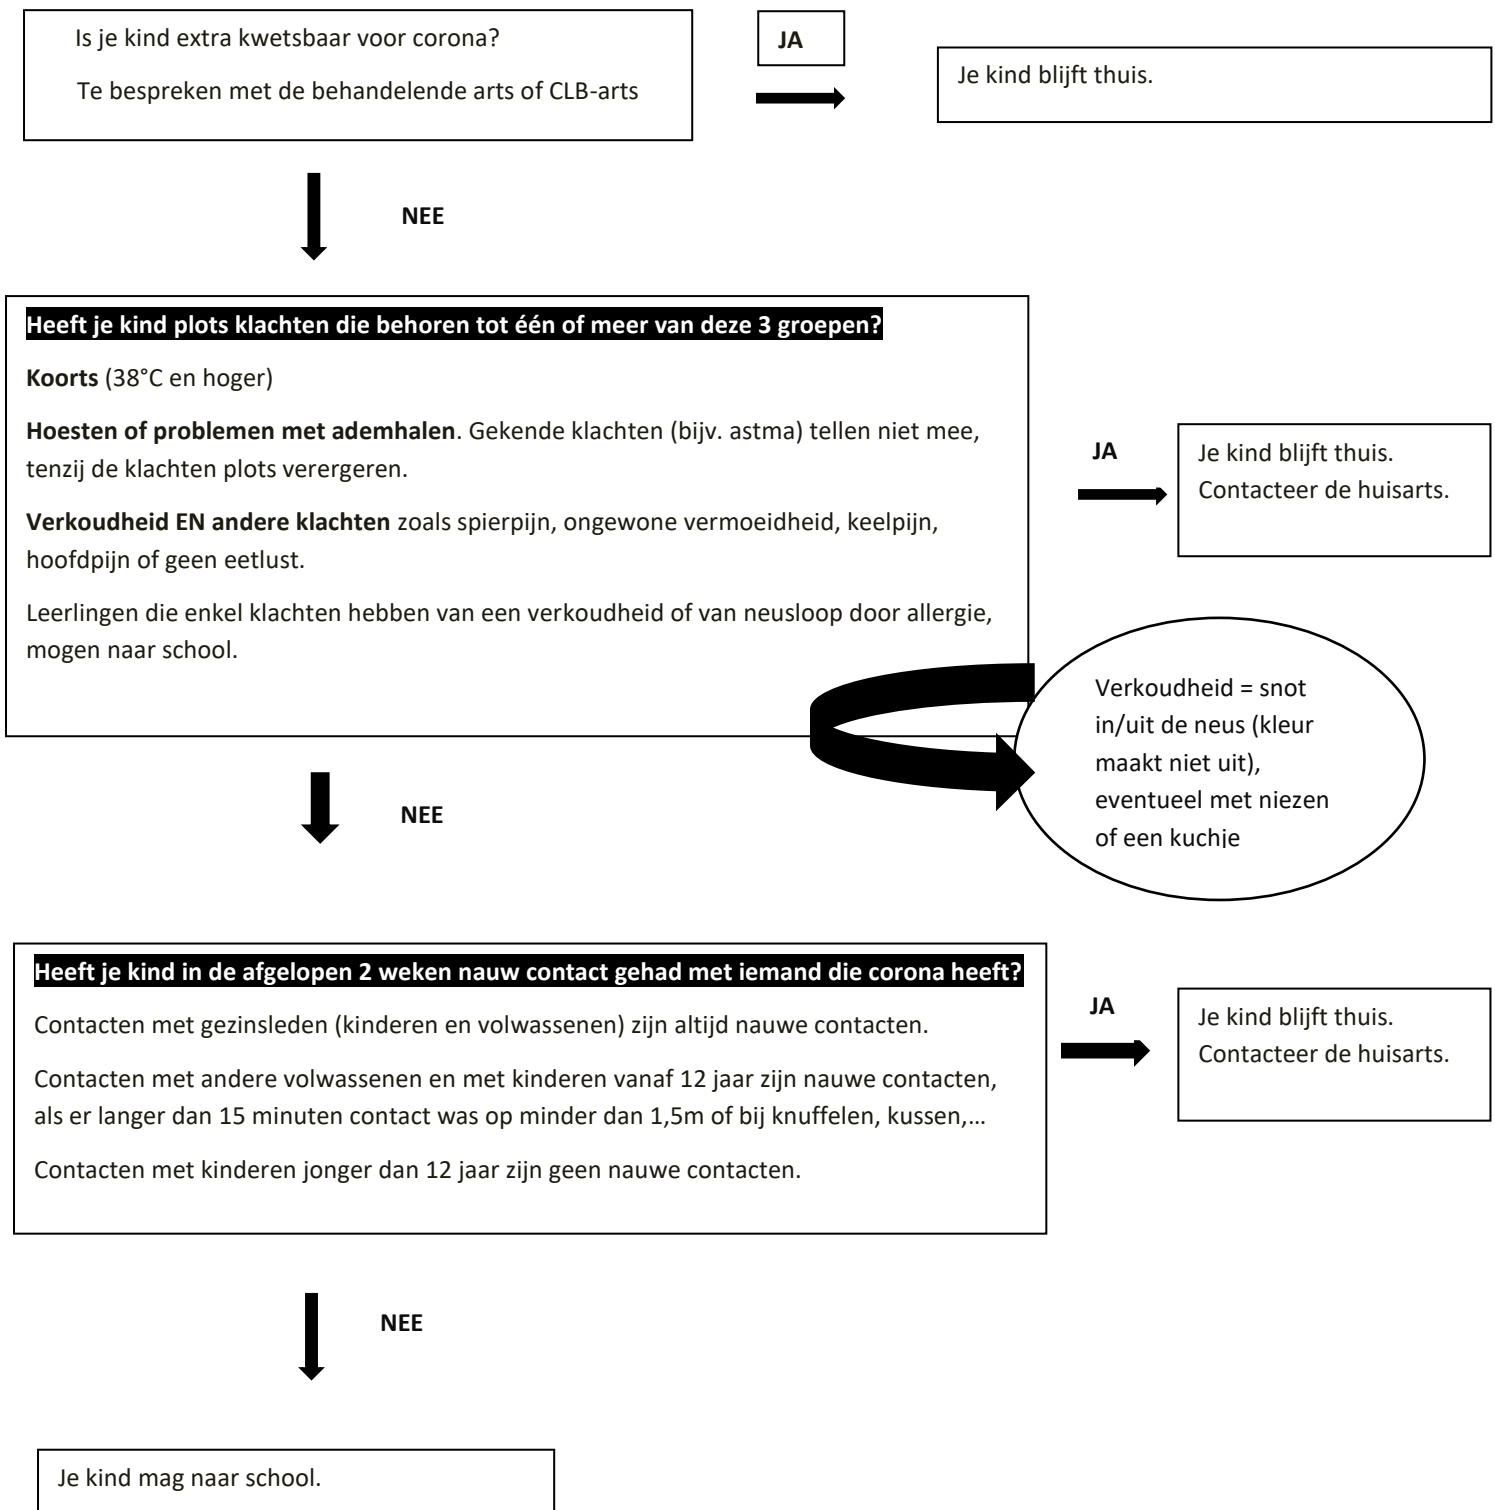 Is je kind extra kwetsbaar voor corona?
Te bespreken met de behandelende arts of CLB-arts
JA
Je kind blijft thuis.
NEE
Heeft je kind plots klachten die behoren tot één of meer van deze 3 groepen?
Koorts (38°C en hoger)
Hoesten of problemen met ademhalen. Gekende klachten (bijv. astma) tellen niet mee,
tenzij de klachten plots verergeren.
Verkoudheid EN andere klachten zoals spierpijn, ongewone vermoeidheid, keelpijn,
hoofdpijn of geen eetlust.
Leerlingen die enkel klachten hebben van een verkoudheid of van neusloop door allergie,
mogen naar school.
JA
Je kind blijft thuis.
Contacteer de huisarts.
Verkoudheid = snot
in/uit de neus (kleur
maakt niet uit),
eventueel met niezen
of een kuchje
NEE
Heeft je kind in de afgelopen 2 weken nauw contact gehad met iemand die corona heeft?
Contacten met gezinsleden (kinderen en volwassenen) zijn altijd nauwe contacten.
Contacten met andere volwassenen en met kinderen vanaf 12 jaar zijn nauwe contacten,
als er langer dan 15 minuten contact was op minder dan 1,5m of bij knuffelen, kussen,…
Contacten met kinderen jonger dan 12 jaar zijn geen nauwe contacten.
JA
Je kind blijft thuis.
Contacteer de huisarts.
NEE
Je kind mag naar school.